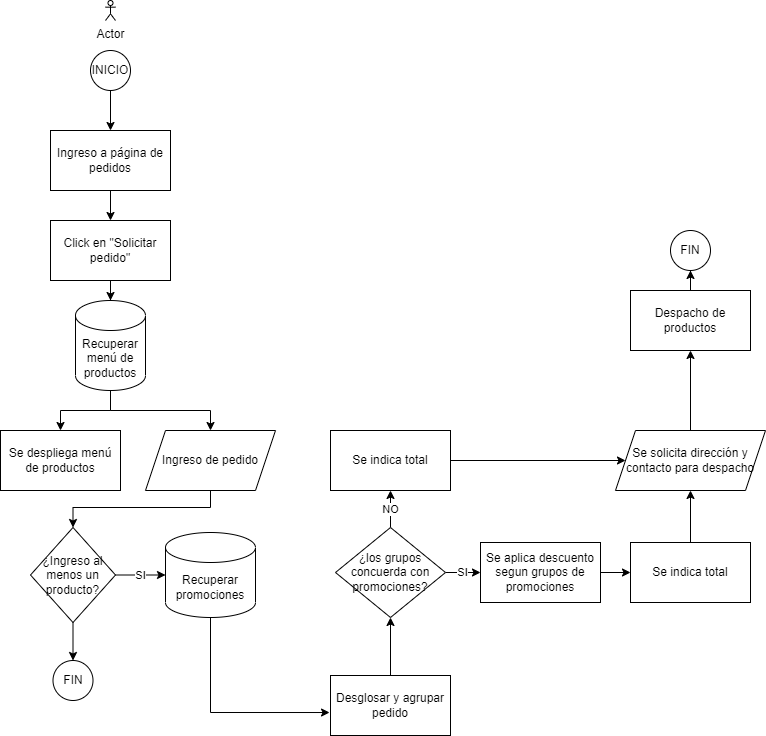 Actor
INICIO
Ingreso a página de
pedidos
Click en "Solicitar
pedido"
Recuperar
menú de
productos
Se despliega menú
de productos
Ingreso de pedido
¿Ingreso al
menos un
producto?
SI
FIN
Recuperar
promociones
Desglosar y agrupar
pedido
¿los grupos
concuerda con
promociones?
NO
Se indica total
SI
Se aplica descuento
segun grupos de
promociones
Se indica total
Se solicita dirección y
contacto para despacho
Despacho de
productos
FIN